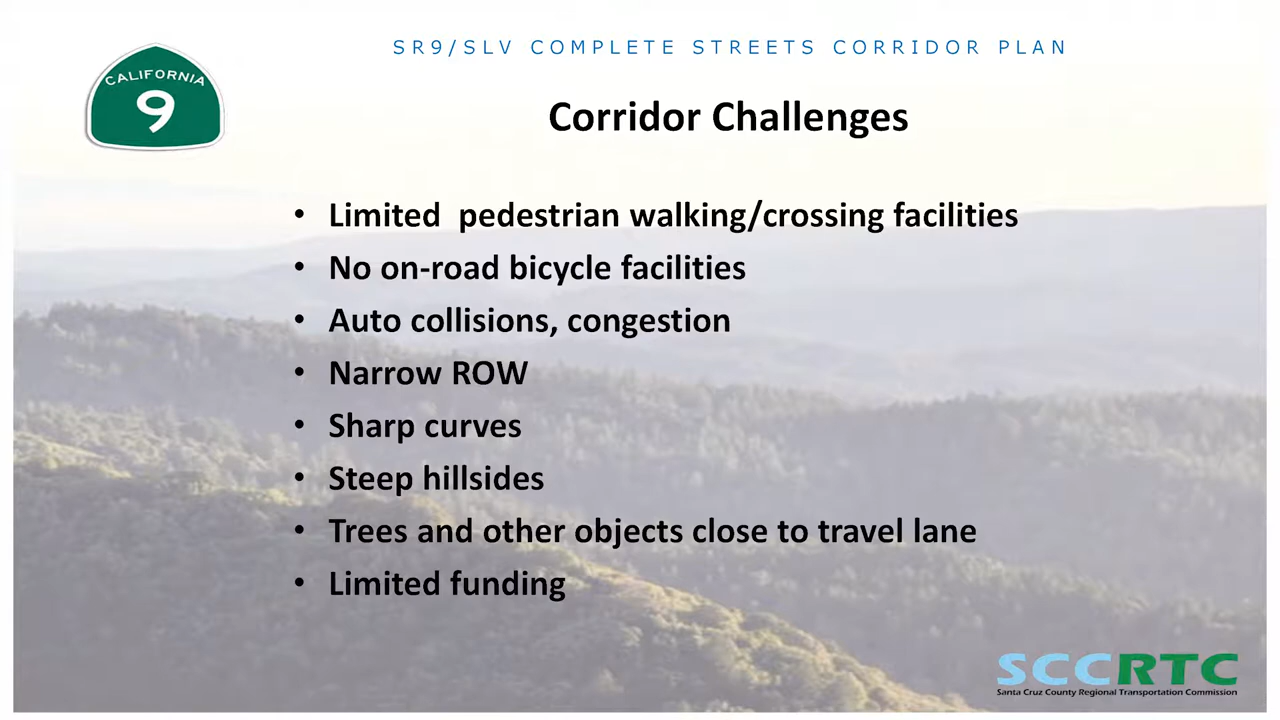 SR9/SLV COMPLETE STREETS CORRIDOR PLAN
CALIFORNIA
9
Corridor Challenges
• Limited  pedestrian walking/crossing facilities
• No on-road bicycle facilities
• Auto collisions, congestion
• Narrow ROW
• Sharp curves
• Steep hillsides
• Trees and other objects close to travel lane
• Limited funding
SCCRTC
Santa Cruz County Regional Transportation Commission